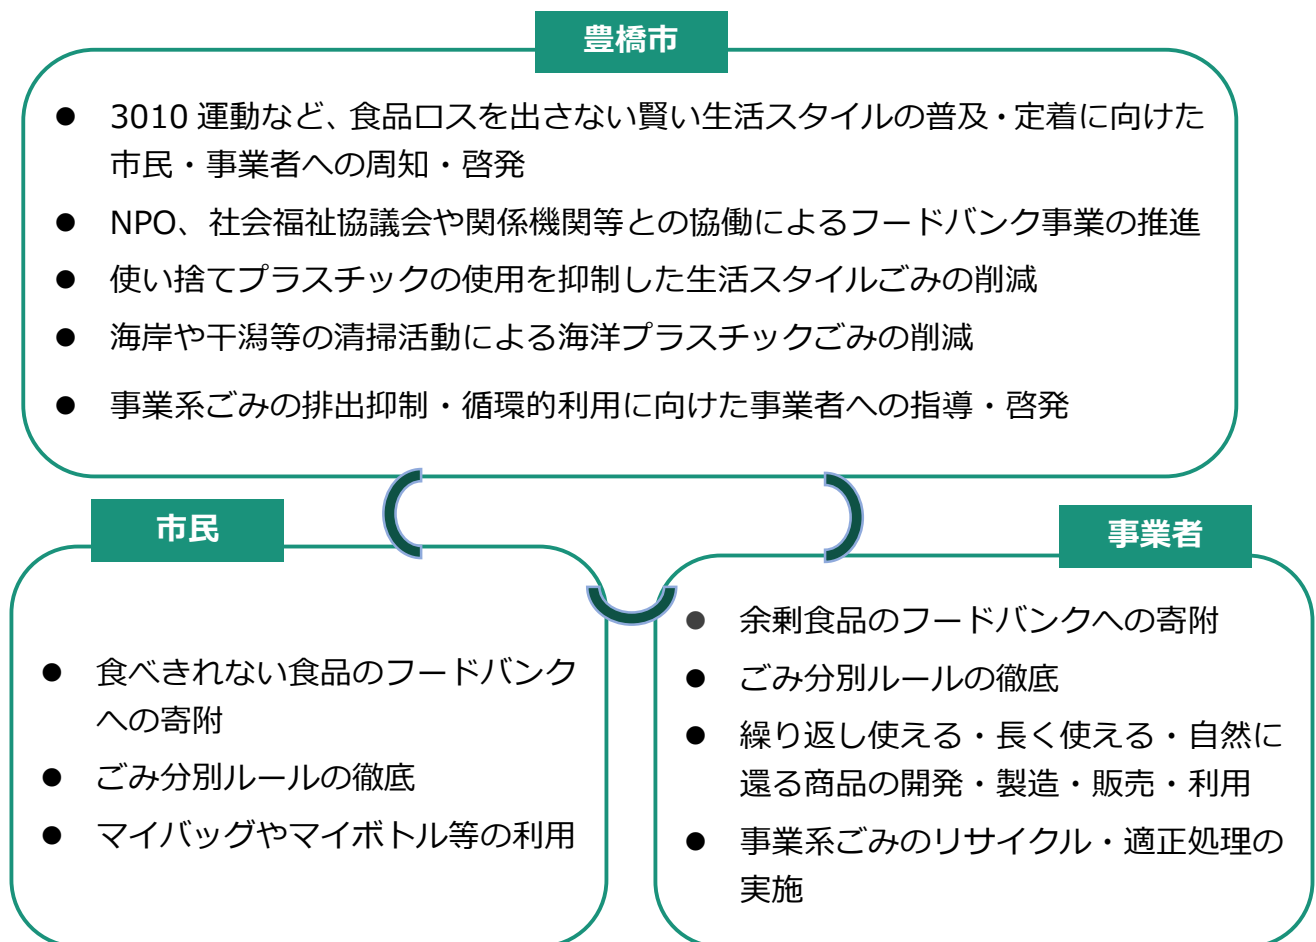 豊橋市
● 3010 運動など、食品ロスを出さない賢い生活スタイルの普及・定着に向けた
市民・事業者への周知・啓発
● NPO、社会福祉協議会や関係機関等との協働によるフードバンク事業の推進
● 使い捨てプラスチックの使用を抑制した生活スタイルごみの削減
● 海岸や干潟等の清掃活動による海洋プラスチックごみの削減
● 事業系ごみの排出抑制・循環的利用に向けた事業者への指導・啓発
市民
● 食べきれない食品のフードバンク
への寄附
● ごみ分別ルールの徹底
● マイバッグやマイボトル等の利用
事業者
● 余剰食品のフードバンクへの寄附
● ごみ分別ルールの徹底
● 繰り返し使える・長く使える・自然に
還る商品の開発・製造・販売・利用
● 事業系ごみのリサイクル・適正処理の
実施